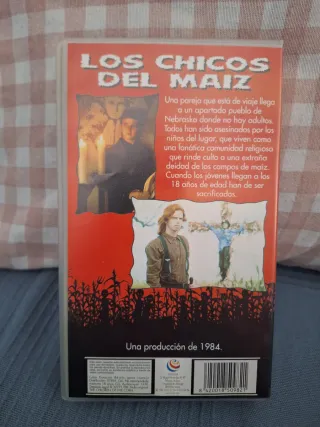 LOS CHICOS
DEL MAIZ
Una pareja que está de viaje llega
a un apartado pueblo de
Nebraska donde no hay adultos.
Todos han sido asesinados por los
niños del lugar, que viven como
una fanática comunidad religiosa
que rinde culto a una extraña
deidad de los campos de maíz.
Cuando los jóvenes llegan a los
18 años de edad han de ser
sacrificados.
Una producción de 1984.